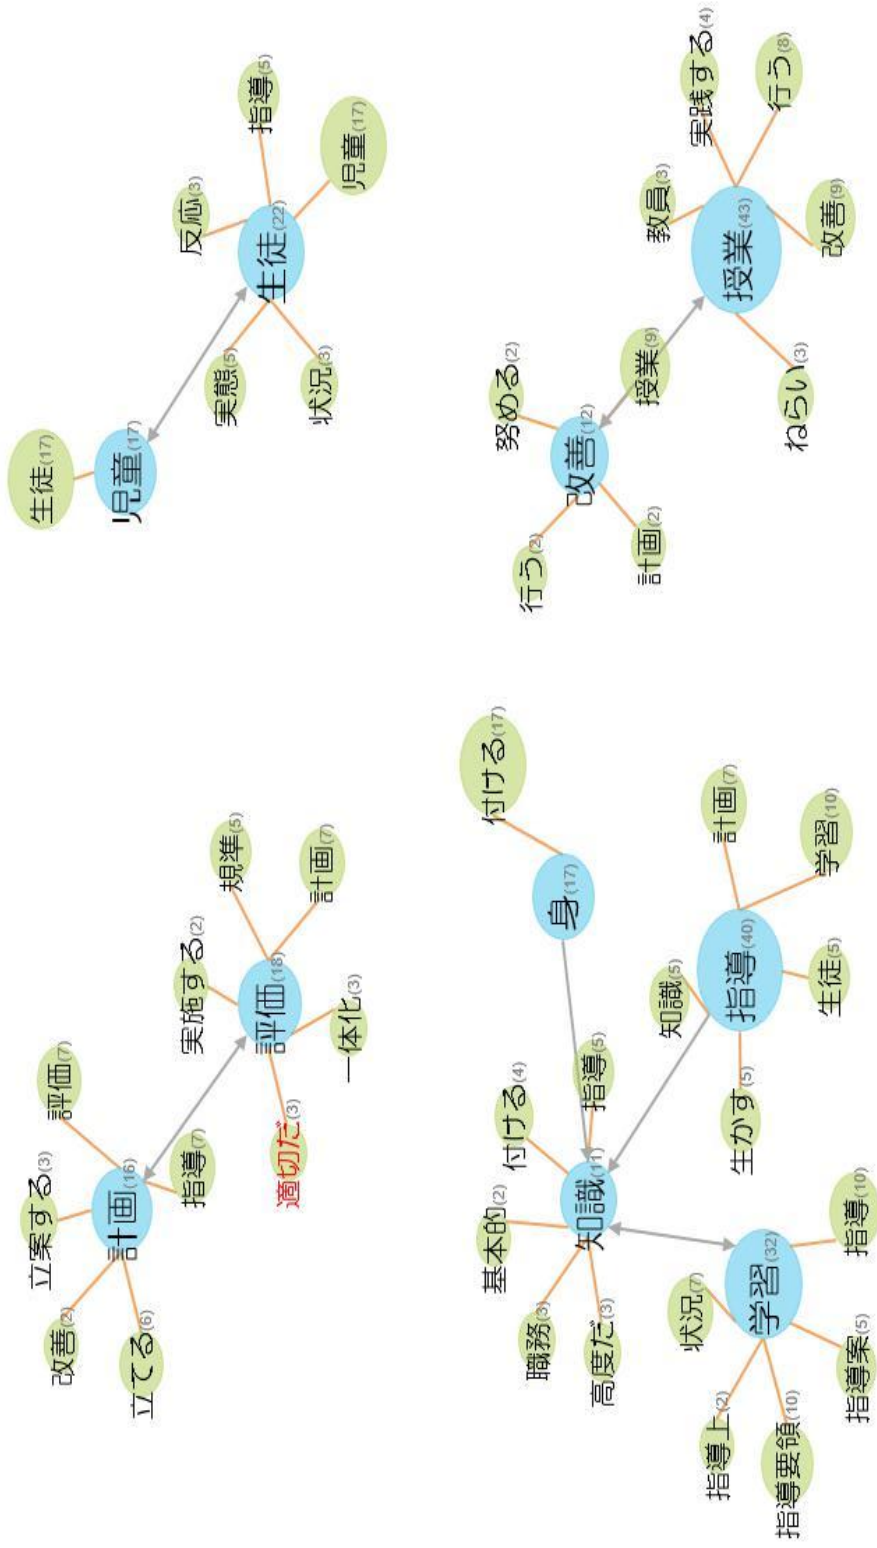 計画(16)
立案する(3)
評価(7)
改善(2)
立てる(6)
指導(7)
評価(18)
実施する(2)
規準(5)
計画(7)
一体化(3)
適切だ(3)
児童(17)
生徒(17)
生徒(22)
反応(3)
指導(5)
児童(17)
実態(5)
状況(3)
知識(11)
基本的(2)
付ける(4)
指導(5)
職務(3)
高度だ(3)
身(17)
付ける(17)
学習(32)
状況(7)
指導上(2)
指導要領(10)
指導案(5)
指導(10)
指導(40)
知識(5)
計画(7)
学習(10)
生徒(5)
生かす(5)
改善(12)
努める(2)
行う(2)
計画(2)
授業(9)
授業(43)
教員(3)
実践する(4)
行う(8)
改善(9)
ねらい(3)